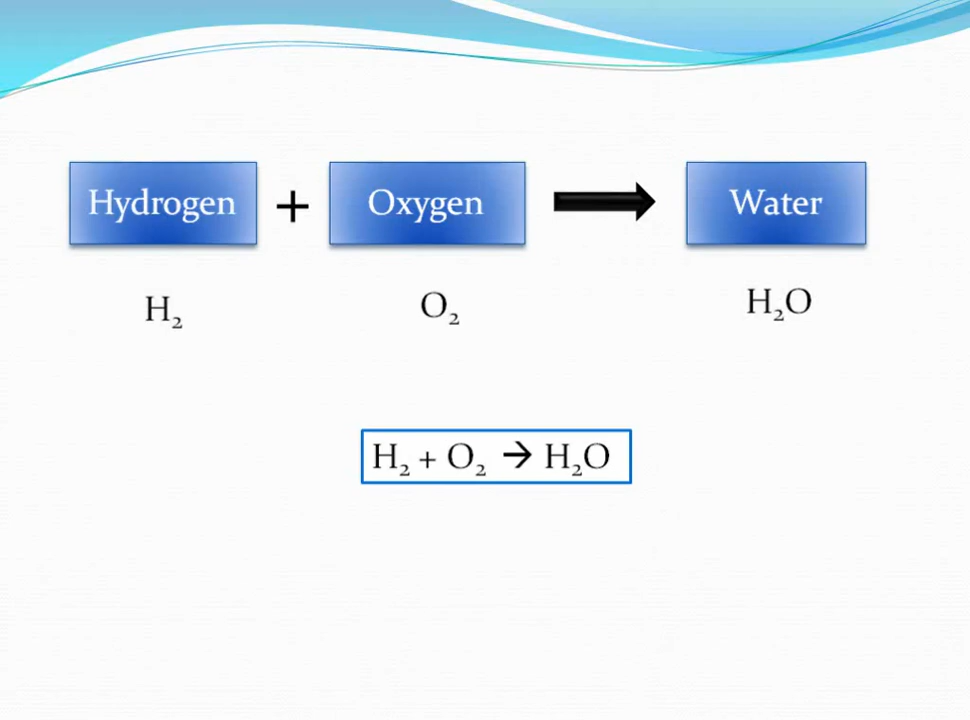 Hydrogen + Oxygen → Water
H₂ O₂ H₂O
H₂ + O₂ → H₂O